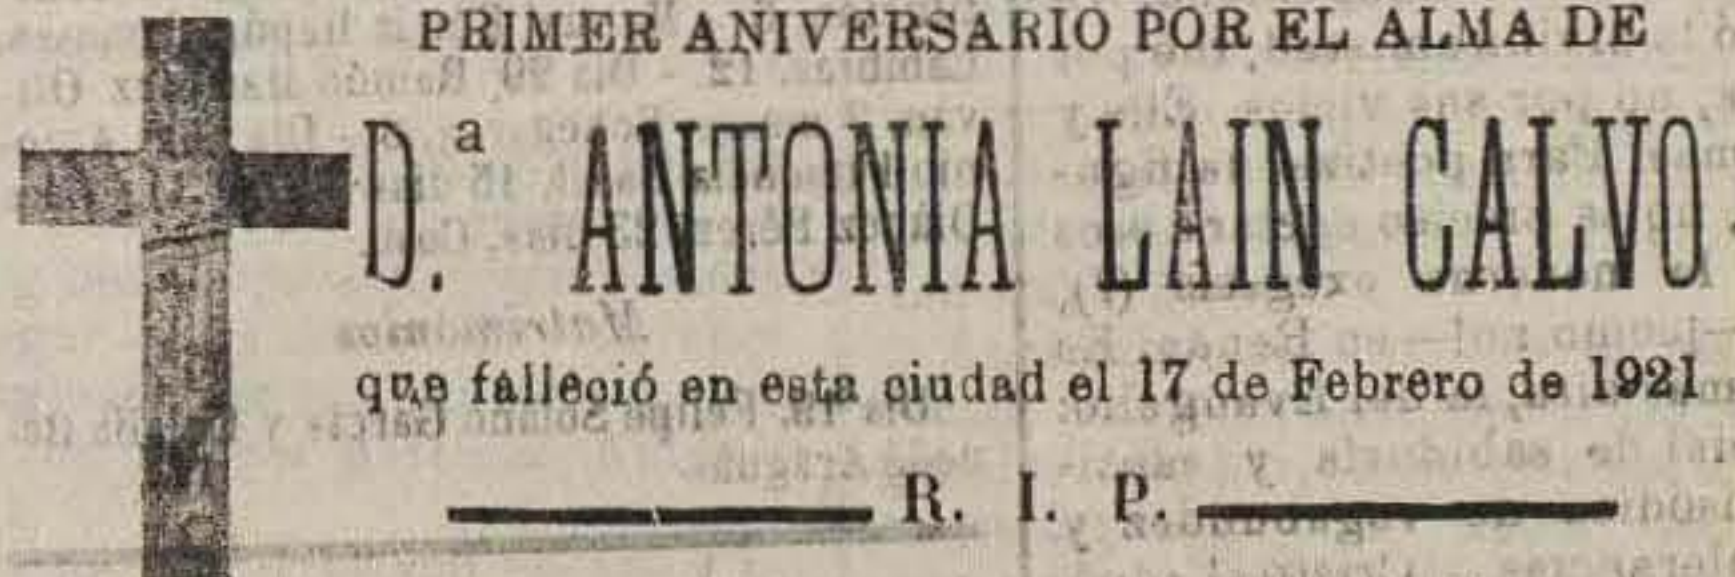 PRIMER ANIVERSARIO POR EL ALMA DE
D.ª ANTONIA LAIN CALVO
que falleció en esta ciudad el 17 de Febrero de 1921
R. I. P.